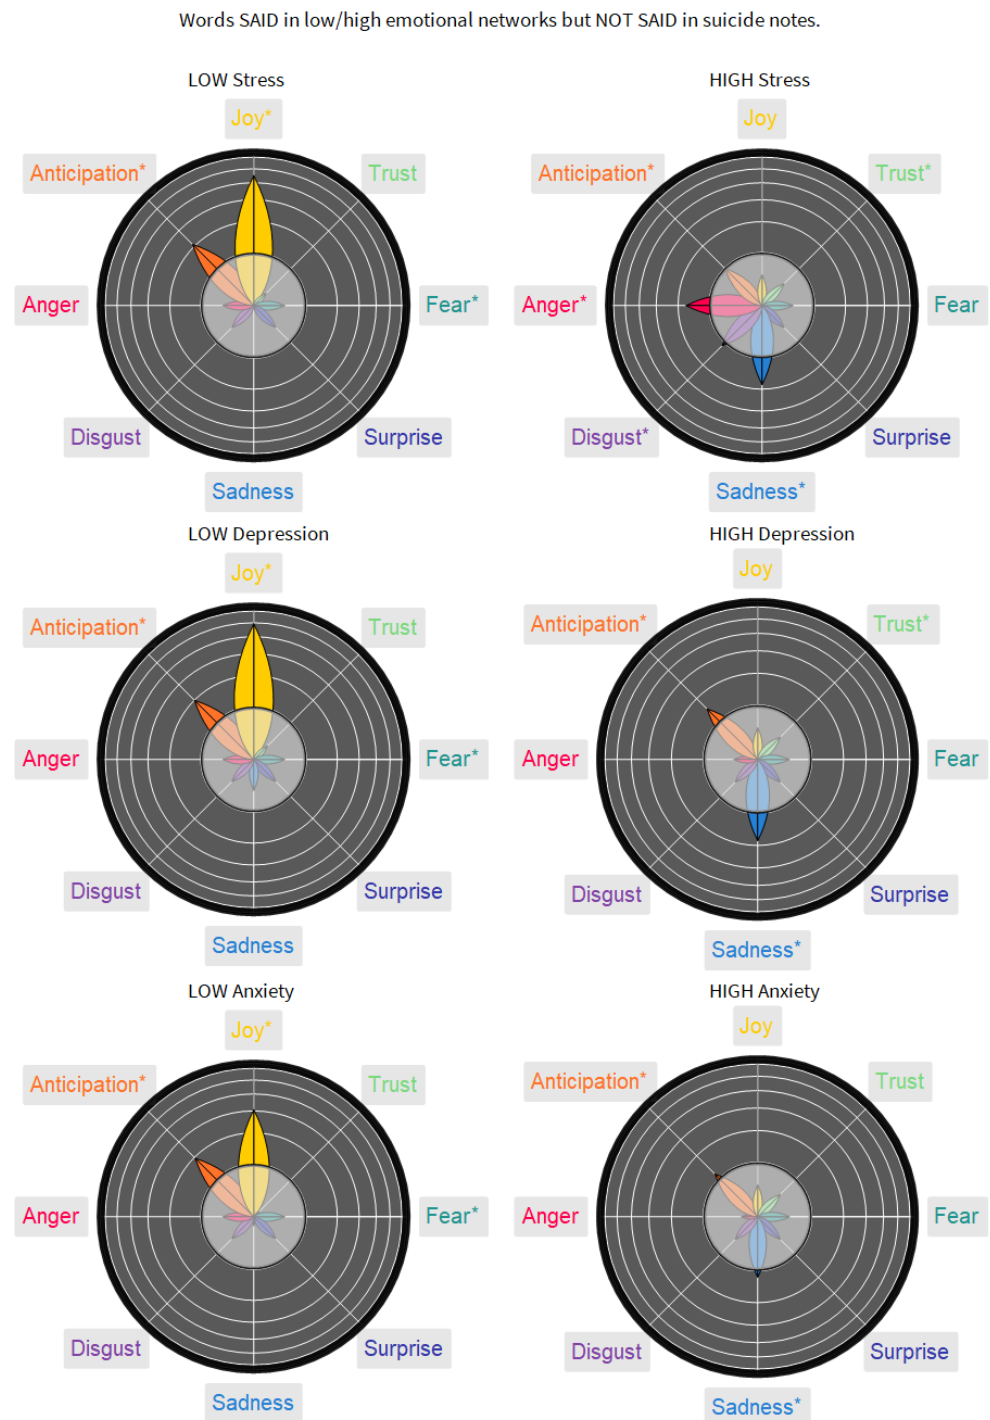 Words SAID in low/high emotional networks but NOT SAID in suicide notes.
LOW Stress
Joy*
Anticipation*
Trust
Anger
Fear*
Disgust
Surprise
Sadness
HIGH Stress
Joy
Anticipation*
Trust*
Anger*
Fear
Disgust*
Surprise
Sadness*
LOW Depression
Joy*
Anticipation*
Trust
Anger
Fear*
Disgust
Surprise
Sadness
HIGH Depression
Joy
Anticipation*
Trust*
Anger
Fear
Disgust
Surprise
Sadness*
LOW Anxiety
Joy*
Anticipation*
Trust
Anger
Fear*
Disgust
Surprise
Sadness
HIGH Anxiety
Joy
Anticipation*
Trust
Anger
Fear
Disgust
Surprise
Sadness*